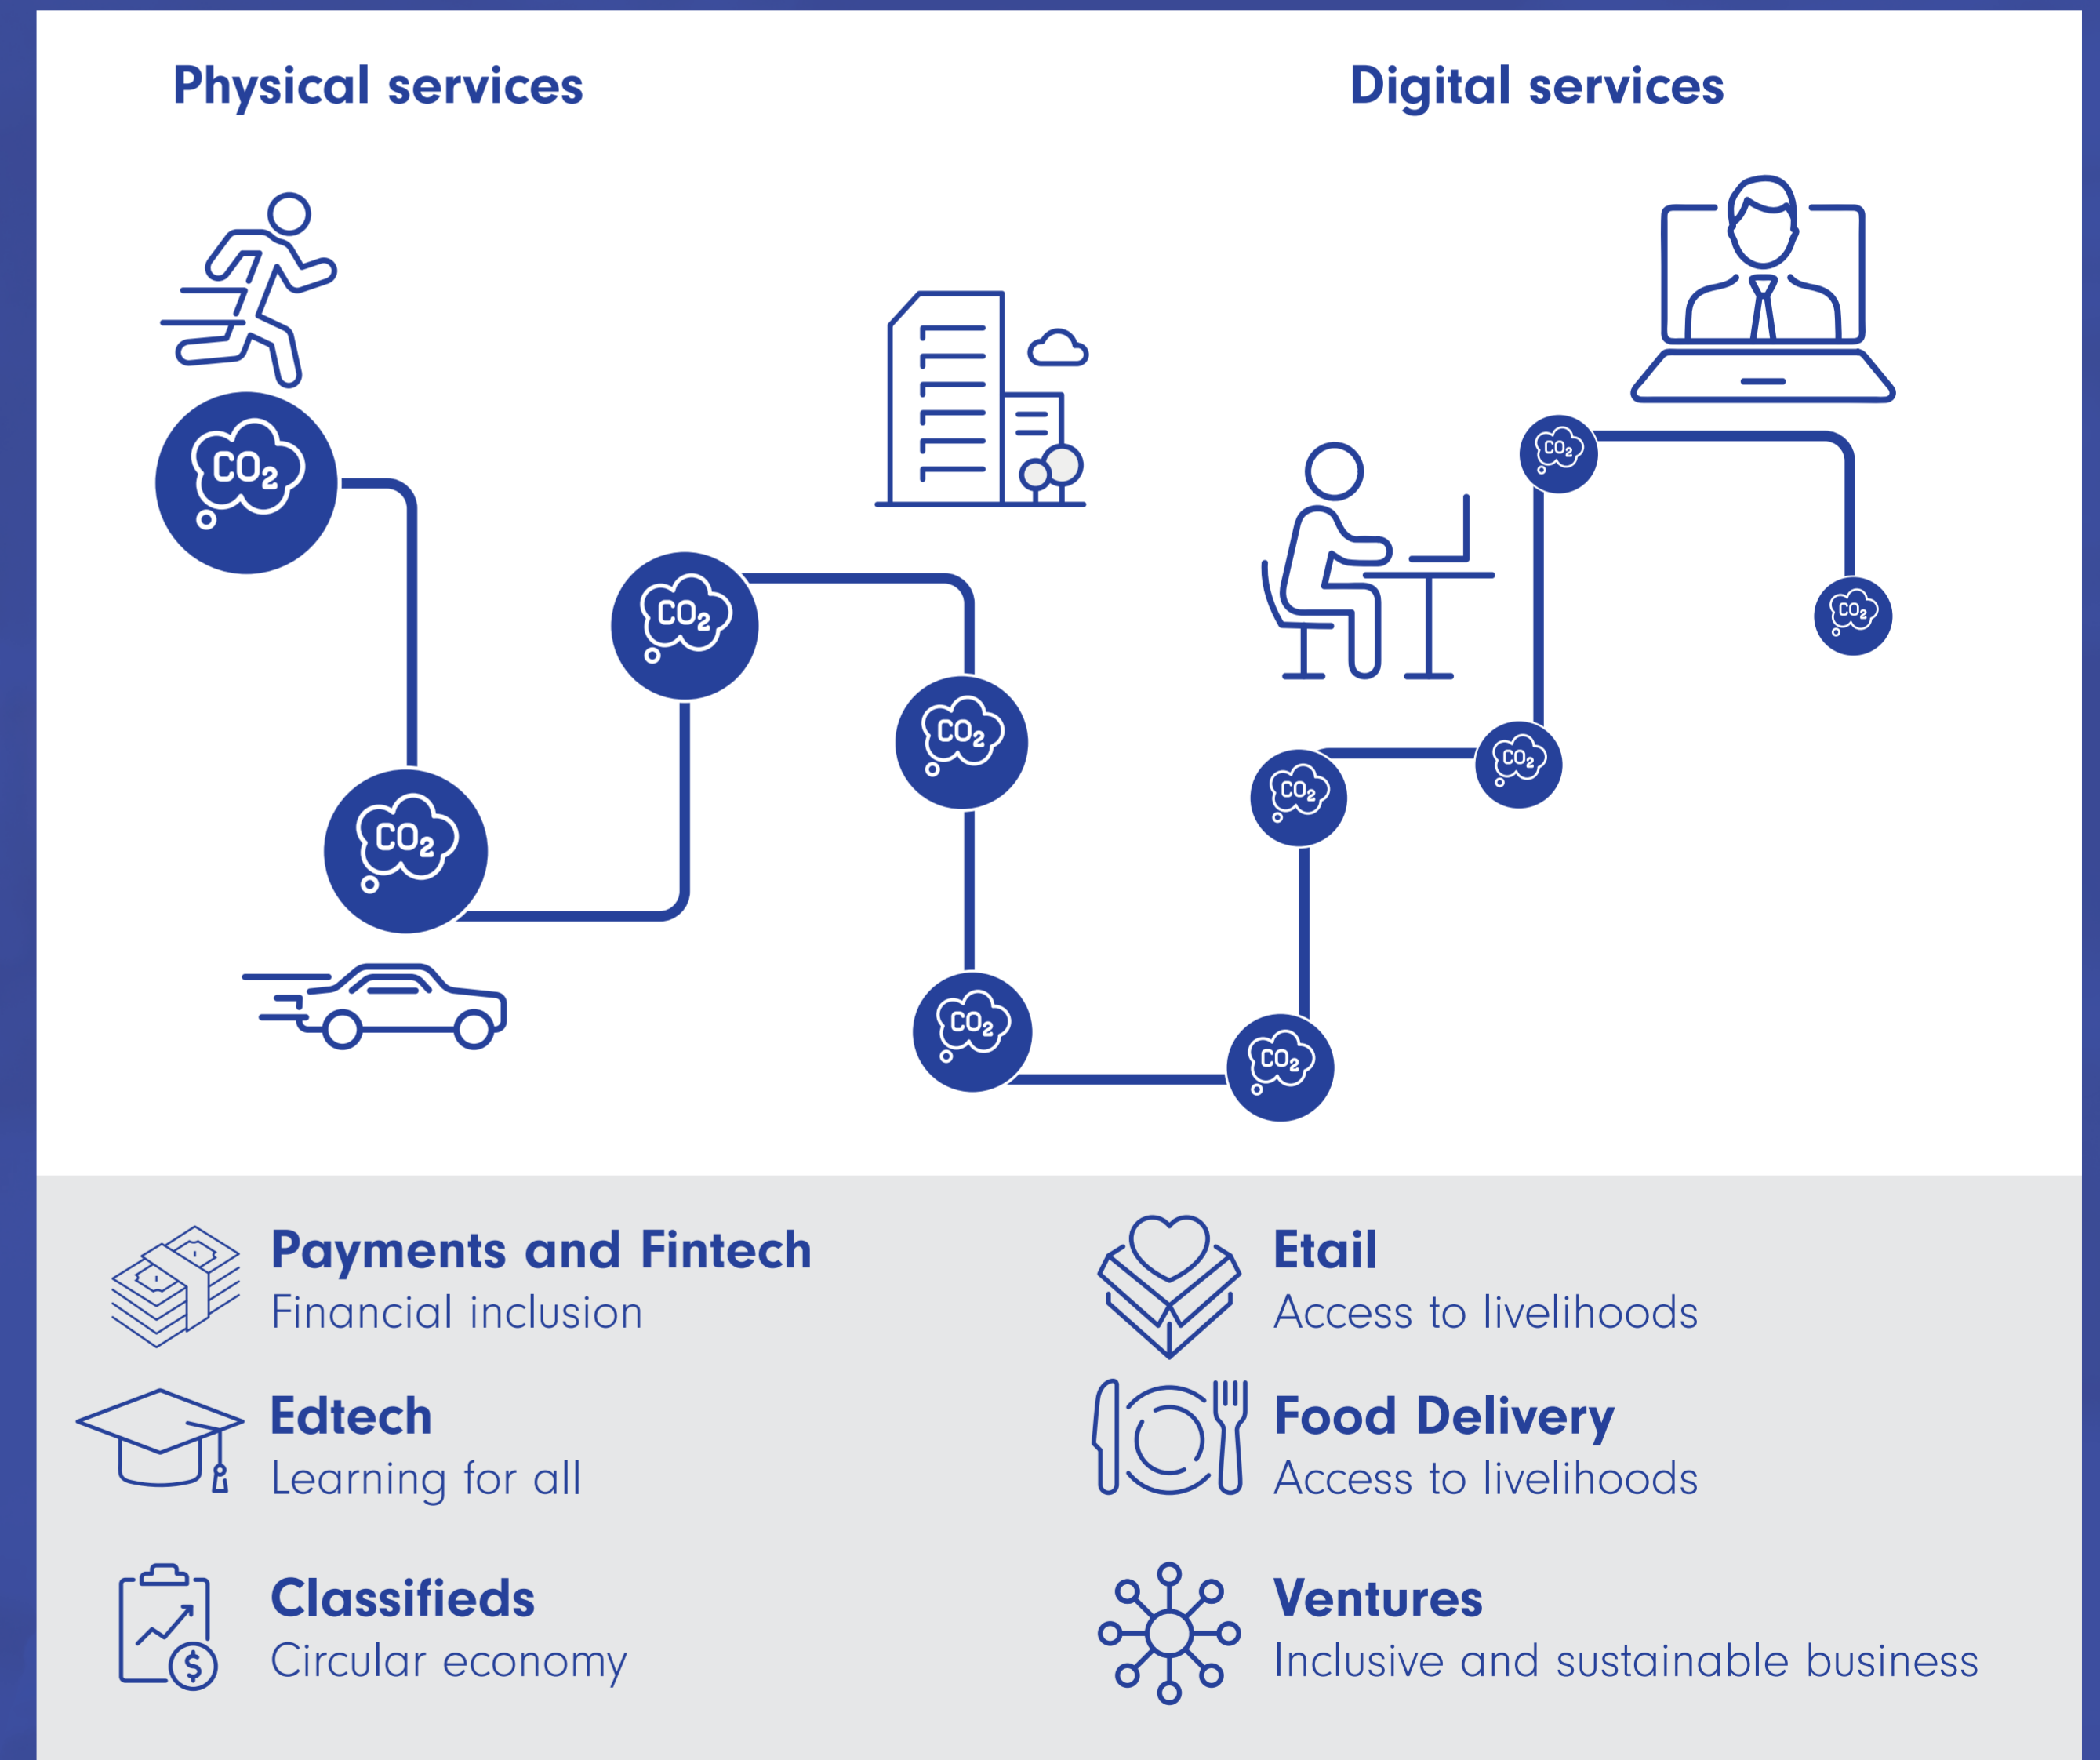 Physical services
Digital services
CO2
CO2
CO2
CO2
CO2
CO2
CO2
CO2
CO2
CO2
Payments and Fintech
Financial inclusion
Edtech
Learning for all
Classifieds
Circular economy
$
Etail
Access to livelihoods
Food Delivery
Access to livelihoods
Ventures
Inclusive and sustainable business